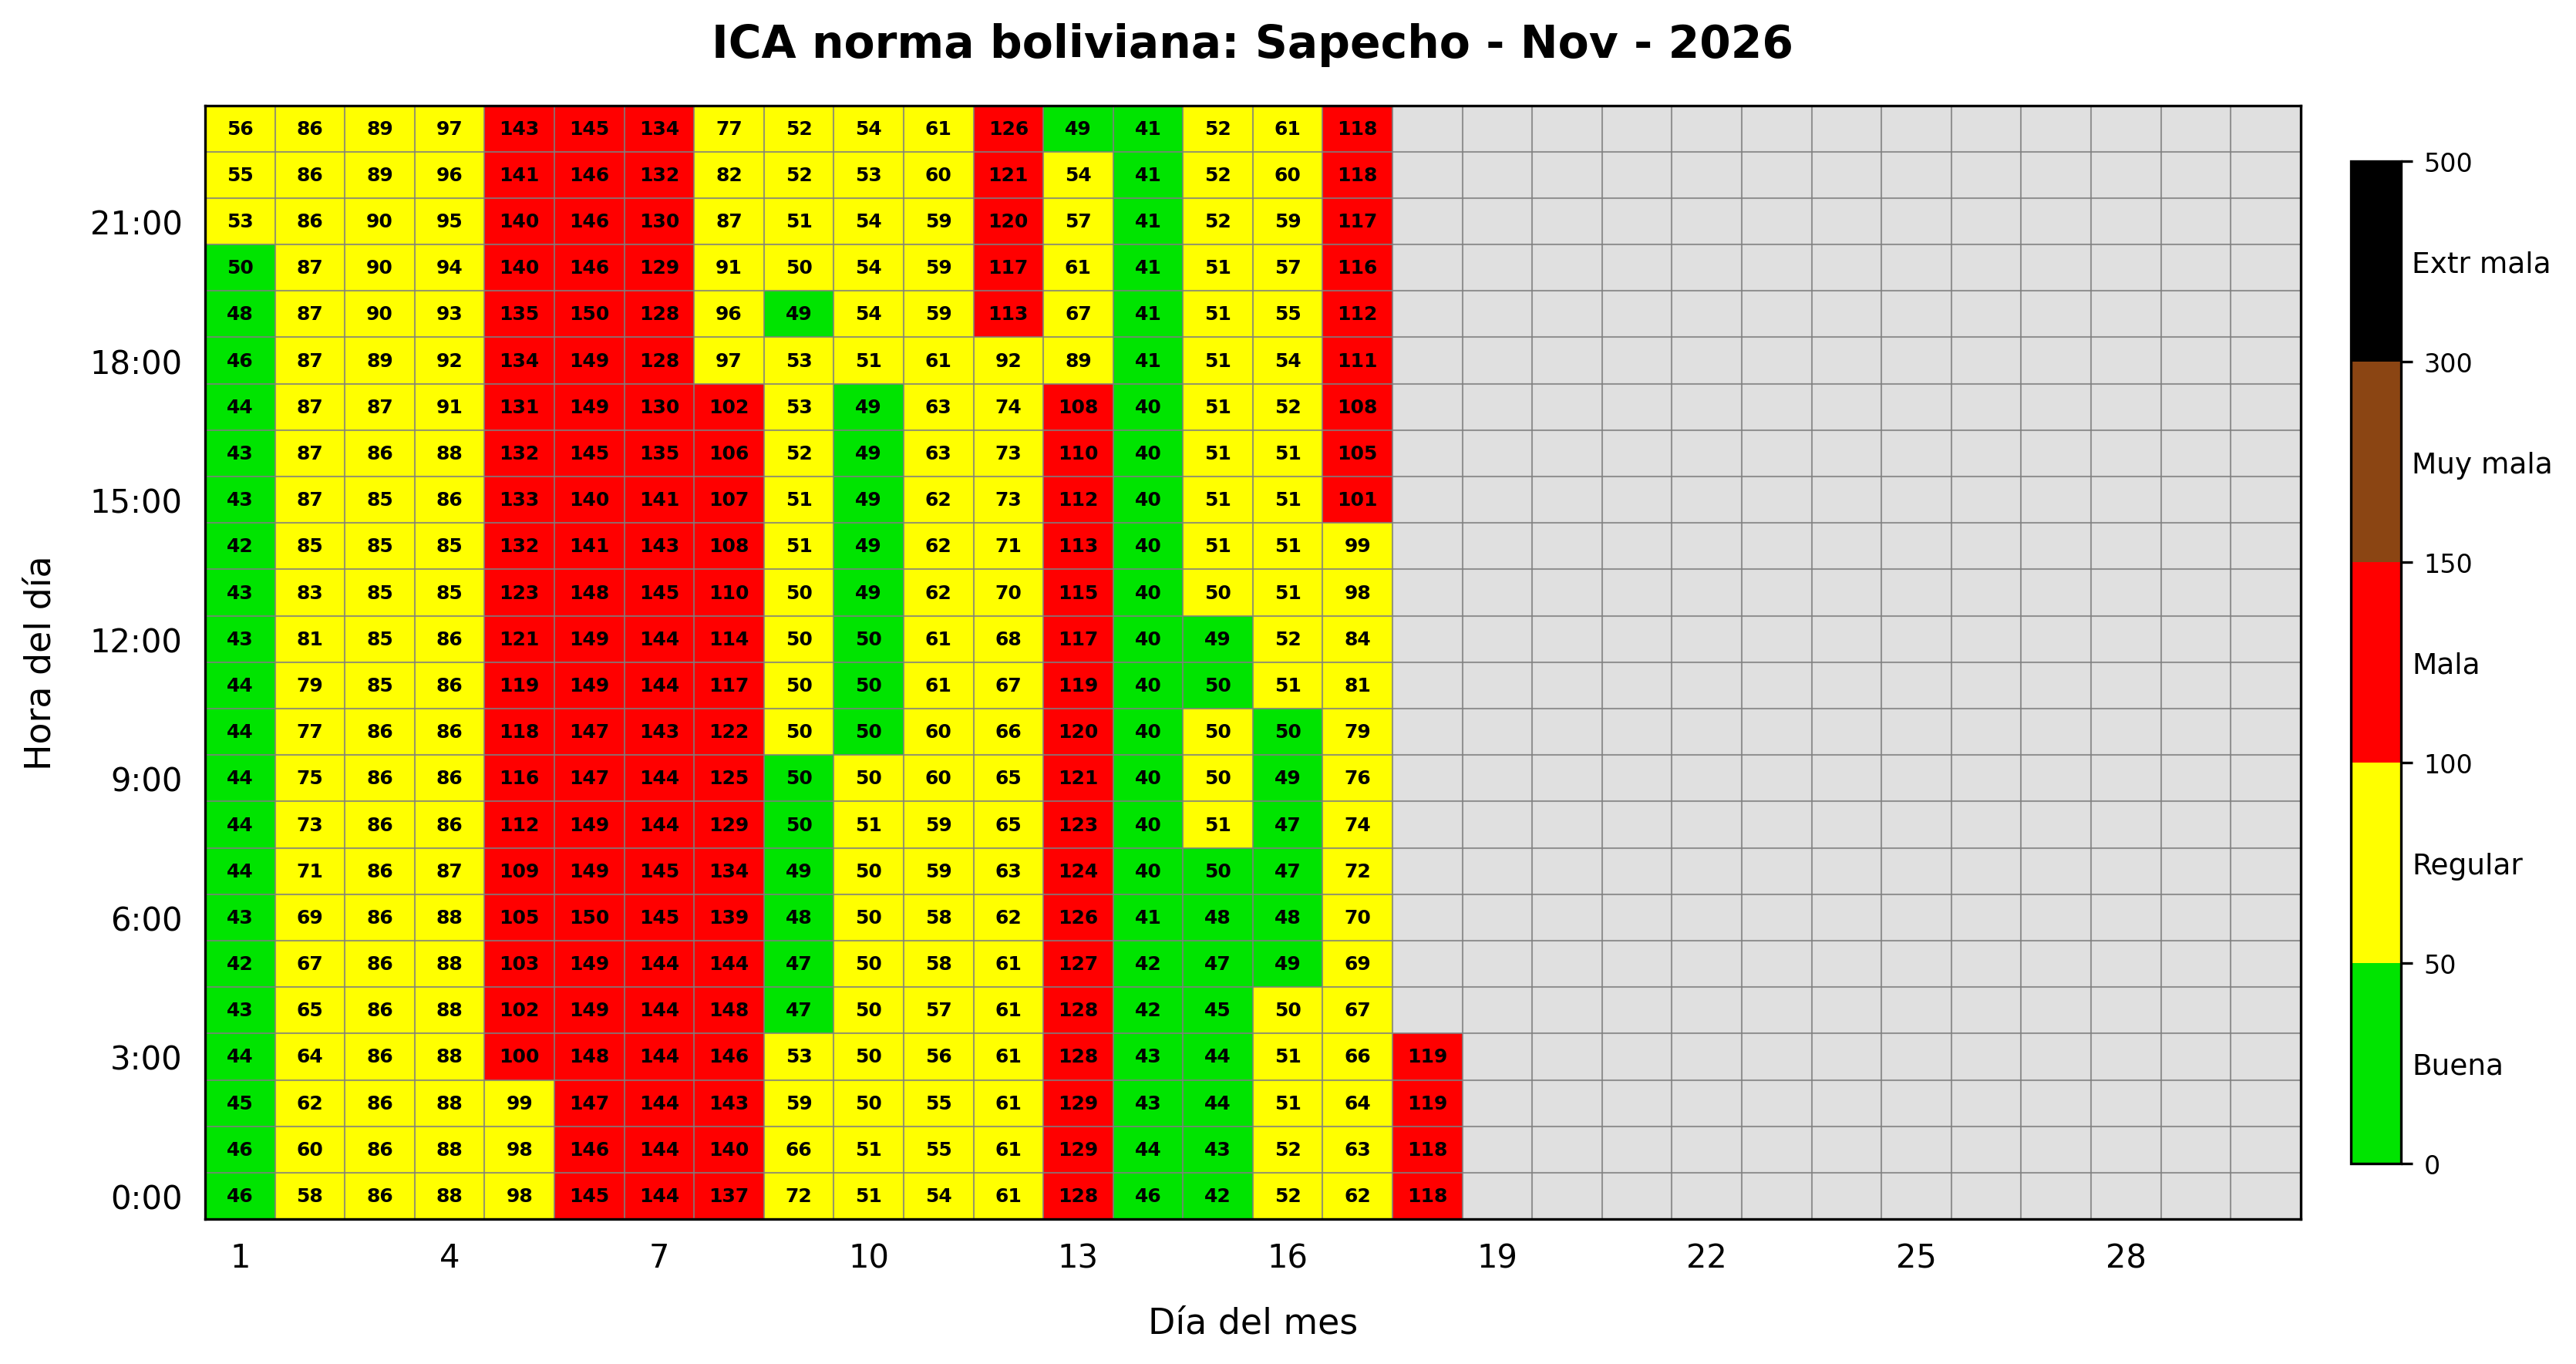 ICA norma boliviana: Sapecho - Nov - 2026
56 86 89 97 143 145 134 77 52 54 61 126 49 41 52 61 118
55 86 89 96 141 146 132 82 52 53 60 121 54 41 52 60 118
21:00 53 86 90 95 140 146 130 87 51 54 59 120 57 41 52 59 117
50 87 90 94 140 146 129 91 50 54 59 117 61 41 51 57 116
48 87 90 93 135 150 128 96 49 54 59 113 67 41 51 55 112
18:00 46 87 89 92 134 149 128 97 53 51 61 92 89 41 51 54 111
44 87 87 91 131 149 130 102 53 49 63 74 108 40 51 52 108
43 87 86 88 132 145 135 106 52 49 63 73 110 40 51 51 105
15:00 43 87 85 86 133 140 141 107 51 49 62 73 112 40 51 51 101
42 85 85 85 132 141 143 108 51 49 62 71 113 40 51 51 99
43 83 85 85 123 148 145 110 50 49 62 70 115 40 50 51 98
12:00 43 81 85 86 121 149 144 114 50 50 61 68 117 40 49 52 84
44 79 85 86 119 149 144 117 50 50 61 67 119 40 50 51 81
44 77 86 86 118 147 143 122 50 50 60 66 120 40 50 50 79
9:00 44 75 86 86 116 147 144 125 50 50 60 65 121 40 50 49 76
44 73 86 86 112 149 144 129 50 51 59 65 123 40 51 47 74
44 71 86 87 109 149 145 134 49 50 59 63 124 40 50 47 72
6:00 43 69 86 88 105 150 145 139 48 50 58 62 126 41 48 48 70
42 67 86 88 103 149 144 144 47 50 58 61 127 42 47 49 69
43 65 86 88 102 149 144 148 47 50 57 61 128 42 45 50 67
3:00 44 64 86 88 100 148 144 146 53 50 56 61 128 43 44 51 66 119
45 62 86 88 99 147 144 143 59 50 55 61 129 43 44 51 64 119
46 60 86 88 98 146 144 140 66 51 55 61 129 44 43 52 63 118
0:00 46 58 86 88 98 145 144 137 72 51 54 61 128 46 42 52 62 118
1 4 7 10 13 16 19 22 25 28
Día del mes
Hora del día
500
Extr mala
300
Muy mala
150
Mala
100
Regular
50
Buena
0